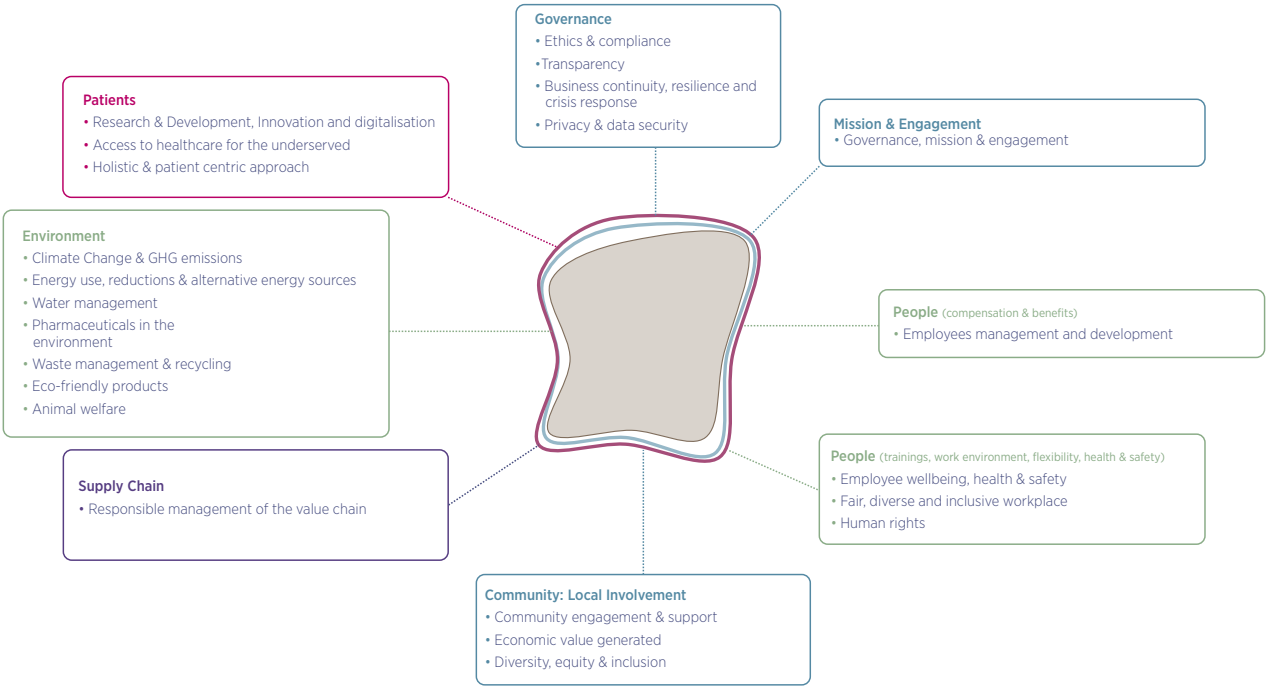 Governance
• Ethics & compliance
•Transparency
• Business continuity, resilience and
crisis response
• Privacy & data security
Patients
• Research & Development, Innovation and digitalisation
• Access to healthcare for the underserved
• Holistic & patient centric approach
Mission & Engagement
• Governance, mission & engagement
Environment
• Climate Change & GHG emissions
• Energy use, reductions & alternative energy sources
• Water management
• Pharmaceuticals in the
environment
• Waste management & recycling
• Eco-friendly products
• Animal welfare
People (compensation & benefits)
• Employees management and development
People (trainings, work environment, flexibility, health & safety)
• Employee wellbeing, health & safety
• Fair, diverse and inclusive workplace
• Human rights
Supply Chain
• Responsible management of the value chain
Community: Local Involvement
• Community engagement & support
• Economic value generated
• Diversity, equity & inclusion